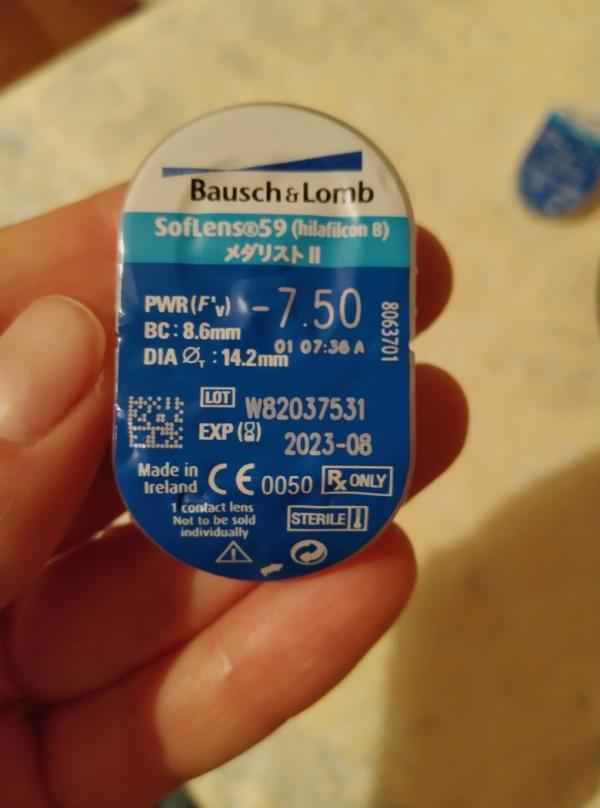 Bausch & Lomb
SofLens®59 (hilafilcon B)
メダリスト II
PWR (F'v) -7.50
BC : 8.6mm
01 07:36 A
DIA ØT : 14.2mm
8063701
LOT W82037531
EXP 2023-08
Made in
Ireland
CE 0050
Rx ONLY
1 contact lens
Not to be sold
individually
STERILE